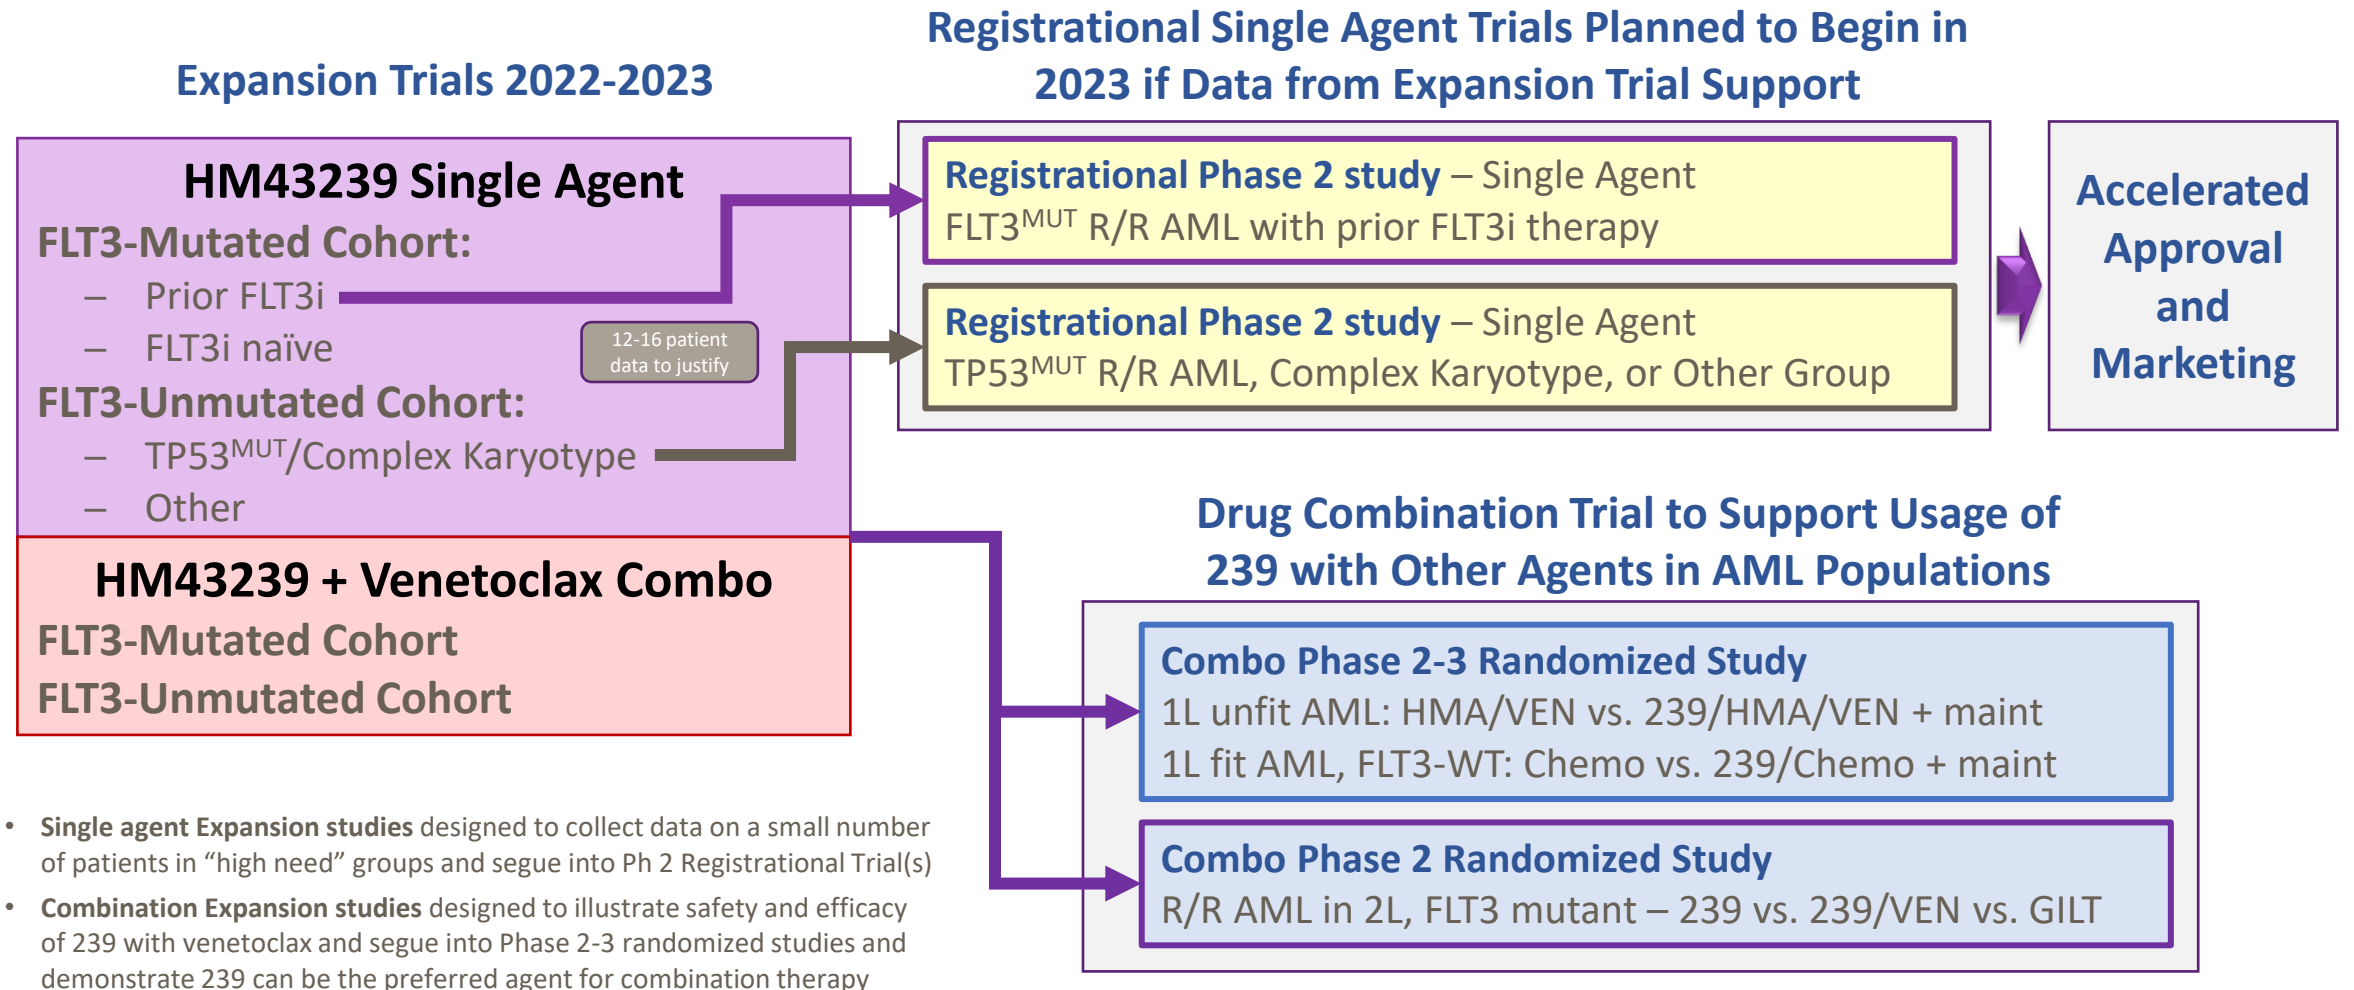 Expansion Trials 2022-2023
HM43239 Single Agent
FLT3-Mutated Cohort:
– Prior FLT3i
– FLT3i naïve
FLT3-Unmutated Cohort:
– TP53ᴹᵁᵀ/Complex Karyotype
– Other
12-16 patient
data to justify
HM43239 + Venetoclax Combo
FLT3-Mutated Cohort
FLT3-Unmutated Cohort
• Single agent Expansion studies designed to collect data on a small number
of patients in “high need” groups and segue into Ph 2 Registrational Trial(s)
• Combination Expansion studies designed to illustrate safety and efficacy
of 239 with venetoclax and segue into Phase 2-3 randomized studies and
demonstrate 239 can be the preferred agent for combination therapy
Registrational Single Agent Trials Planned to Begin in
2023 if Data from Expansion Trial Support
Registrational Phase 2 study – Single Agent
FLT3ᴹᵁᵀ R/R AML with prior FLT3i therapy
Registrational Phase 2 study – Single Agent
TP53ᴹᵁᵀ R/R AML, Complex Karyotype, or Other Group
Accelerated
Approval
and
Marketing
Drug Combination Trial to Support Usage of
239 with Other Agents in AML Populations
Combo Phase 2-3 Randomized Study
1L unfit AML: HMA/VEN vs. 239/HMA/VEN + maint
1L fit AML, FLT3-WT: Chemo vs. 239/Chemo + maint
Combo Phase 2 Randomized Study
R/R AML in 2L, FLT3 mutant – 239 vs. 239/VEN vs. GILT